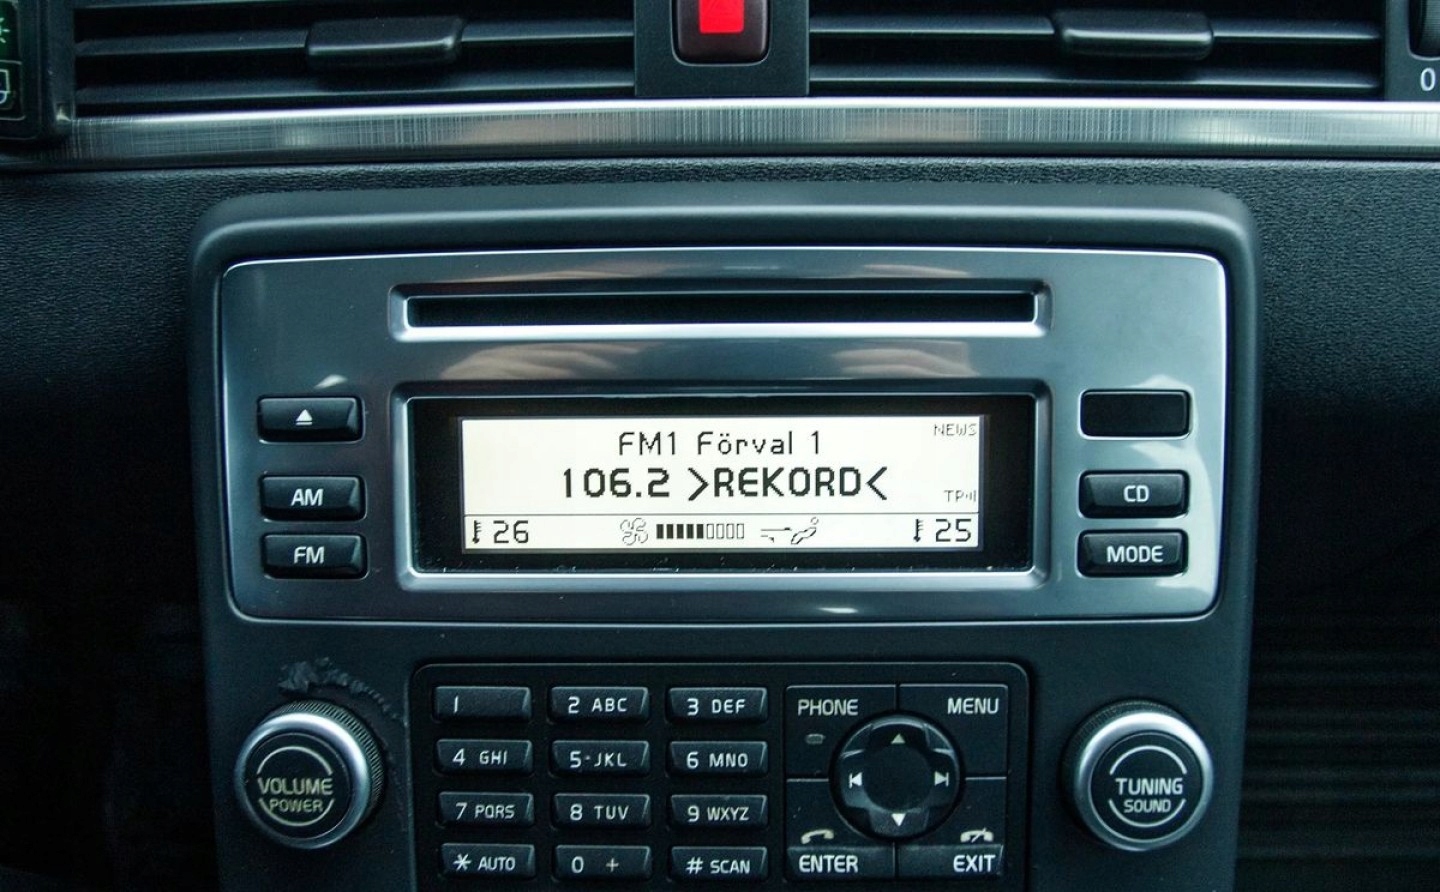 0
AM
FM
FM1 Förval 1
NEWS
106.2 >REKORD<
TP
26
25
CD
MODE
1
2 ABC
3 DEF
4 GHI
5 JKL
6 MNO
7 PQRS
8 TUV
9 WXYZ
* AUTO
0 +
# SCAN
PHONE
MENU
ENTER
EXIT
VOLUME
POWER
TUNING
SOUND